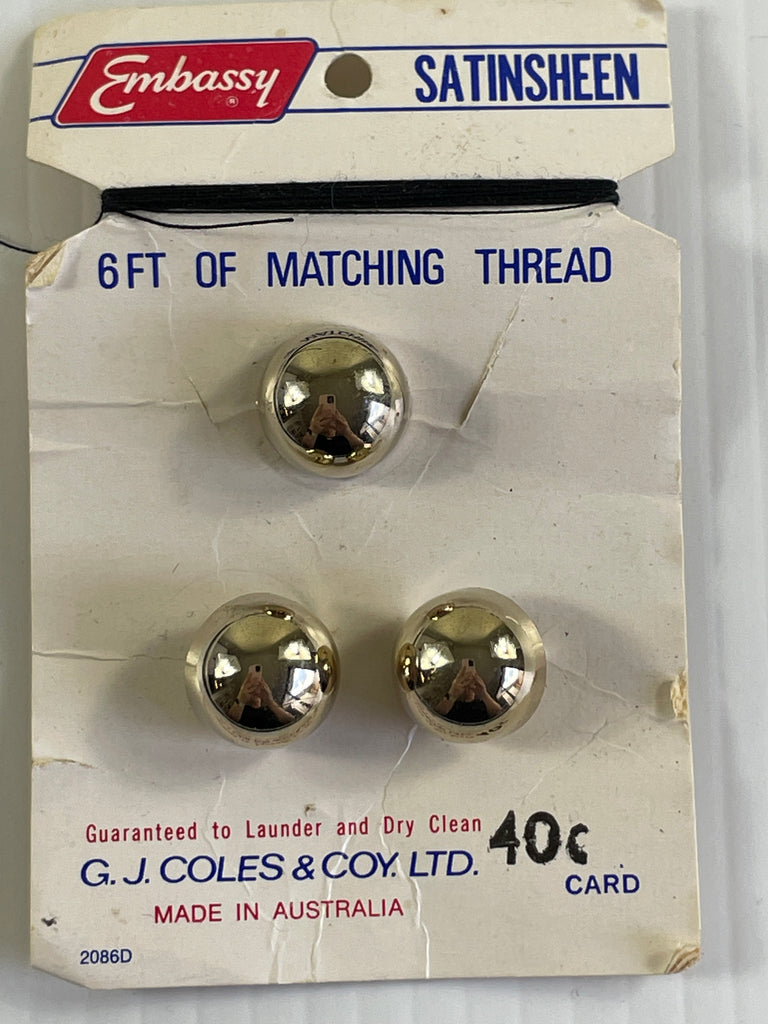 Embassy ®
SATINSHEEN
6 FT OF MATCHING THREAD
Guaranteed to Launder and Dry Clean
40c
G. J. COLES & COY. LTD.
CARD
MADE IN AUSTRALIA
2086D